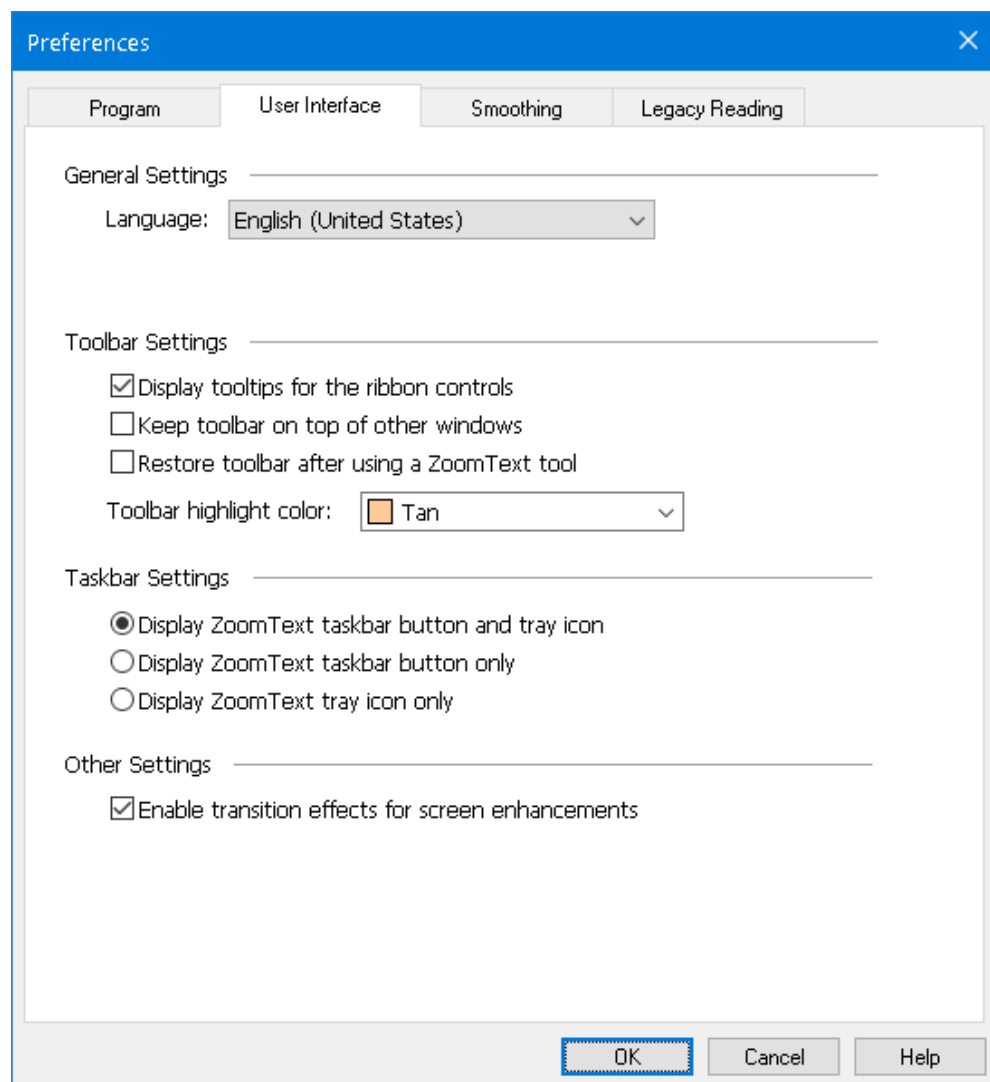 Preferences
Program User Interface Smoothing Legacy Reading
General Settings
Language: English (United States)
Toolbar Settings
Display tooltips for the ribbon controls
Keep toolbar on top of other windows
Restore toolbar after using a ZoomText tool
Toolbar highlight color: Tan
Taskbar Settings
Display ZoomText taskbar button and tray icon
Display ZoomText taskbar button only
Display ZoomText tray icon only
Other Settings
Enable transition effects for screen enhancements
OK Cancel Help